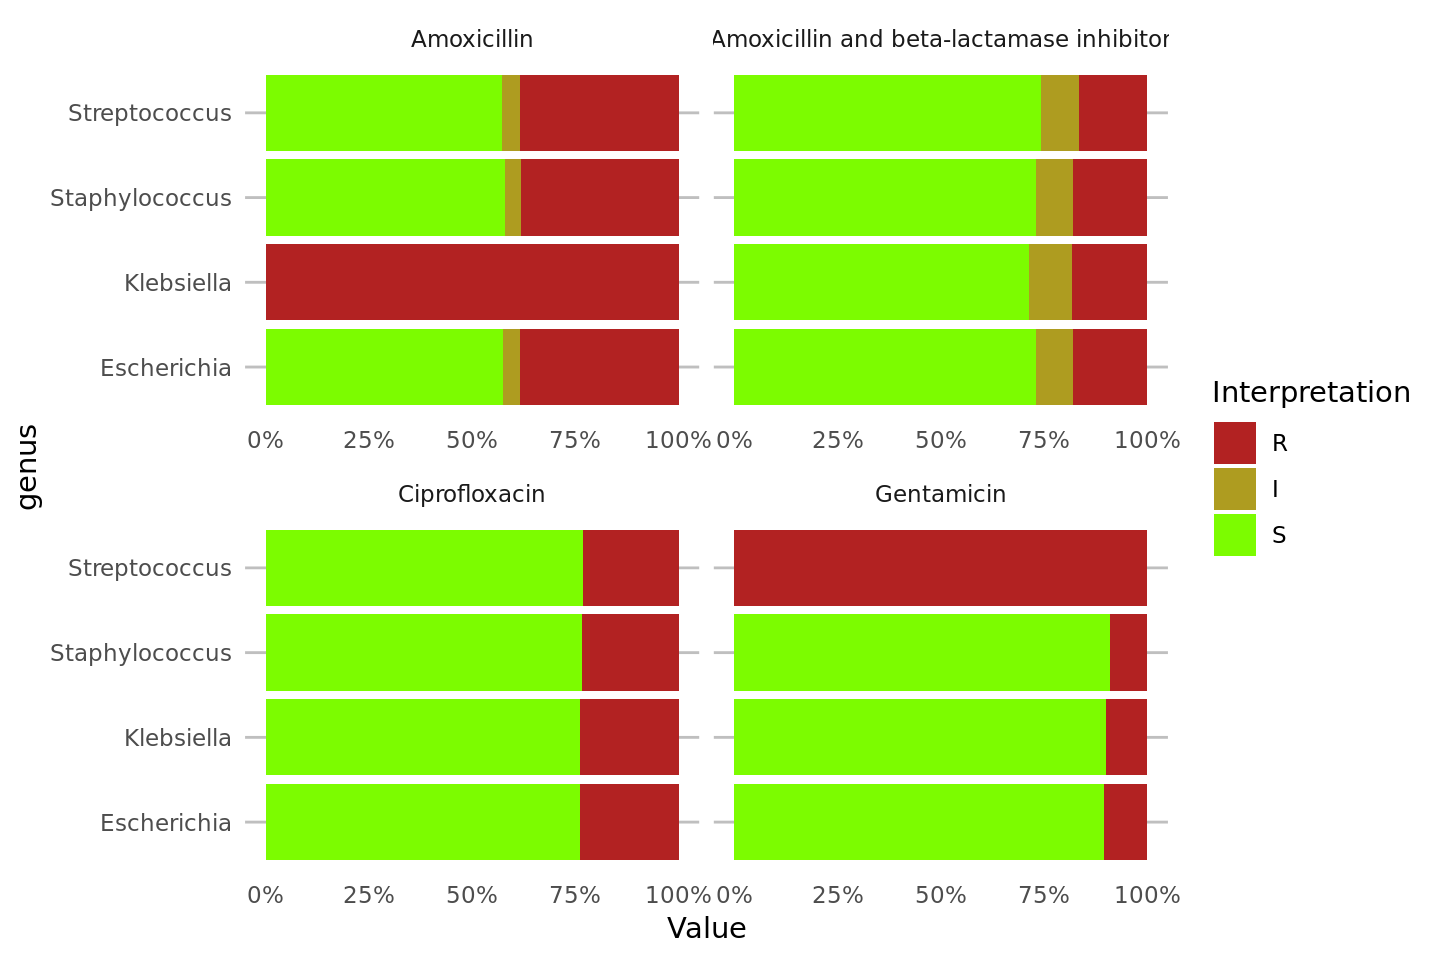 Amoxicillin
Amoxicillin and beta-lactamase inhibitor
Streptococcus
Staphylococcus
Klebsiella
Escherichia
0% 25% 50% 75% 100% 0% 25% 50% 75% 100%
Ciprofloxacin
Gentamicin
Streptococcus
Staphylococcus
Klebsiella
Escherichia
0% 25% 50% 75% 100% 0% 25% 50% 75% 100%
Value
genus
Interpretation
R
I
S